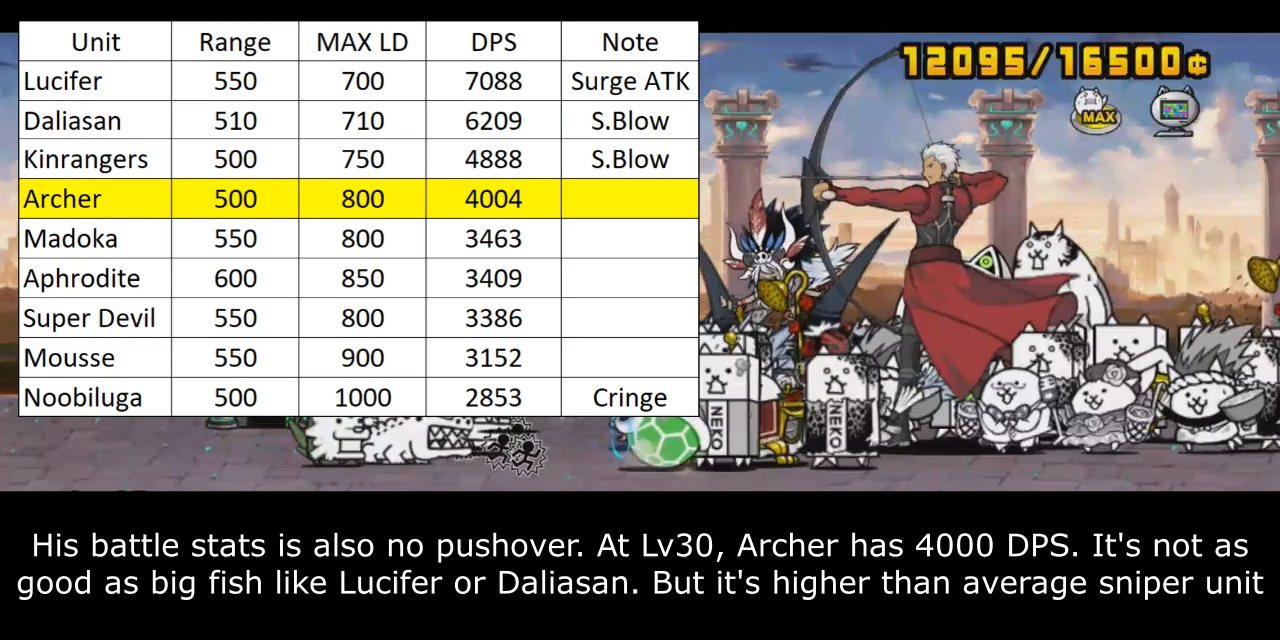 Unit Range MAX LD DPS Note
Lucifer 550 700 7088 Surge ATK
Daliasan 510 710 6209 S.Blow
Kinrangers 500 750 4888 S.Blow
Archer 500 800 4004
Madoka 550 800 3463
Aphrodite 600 850 3409
Super Devil 550 800 3386
Mousse 550 900 3152
Noobiluga 500 1000 2853 Cringe
12095/16500¢
MAX
NEKO
NEKO
His battle stats is also no pushover. At Lv30, Archer has 4000 DPS. It's not as
good as big fish like Lucifer or Daliasan. But it's higher than average sniper unit